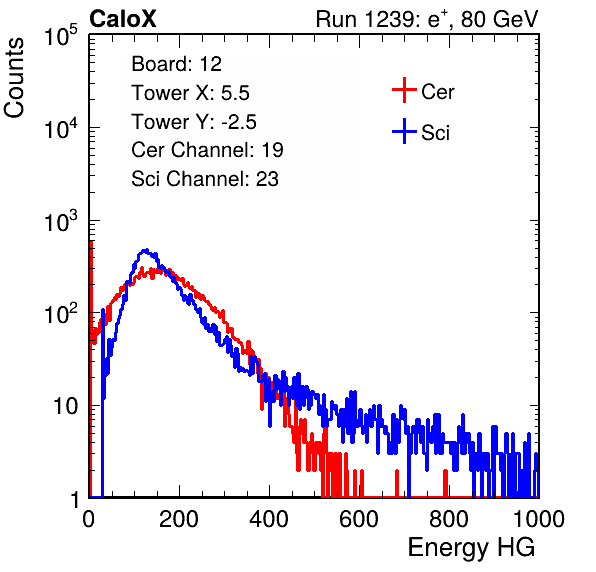 CaloX Run 1239: e⁺, 80 GeV
Counts
10⁵
10⁴
10³
10²
10
1
Board: 12
Tower X: 5.5
Tower Y: -2.5
Cer Channel: 19
Sci Channel: 23
Cer
Sci
0 200 400 600 800 1000
Energy HG